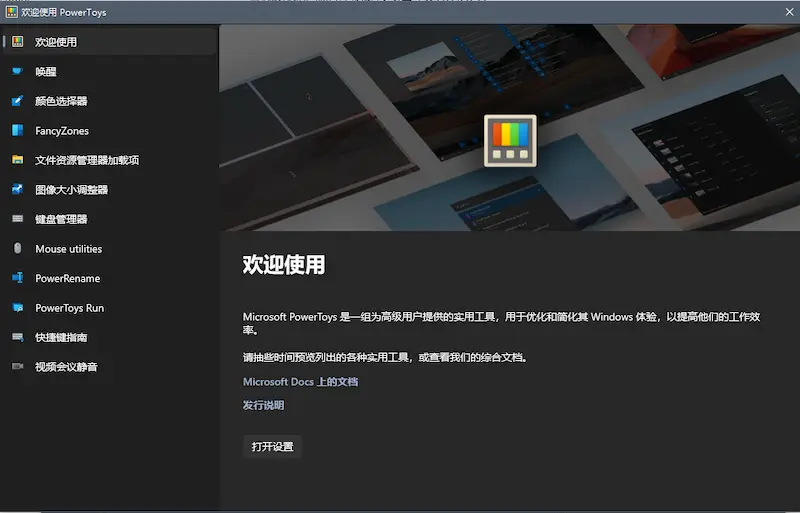 欢迎使用 PowerToys
欢迎使用
唤醒
颜色选择器
FancyZones
文件资源管理器加载项
图像大小调整器
键盘管理器
Mouse utilities
PowerRename
PowerToys Run
快捷键指南
视频会议静音
欢迎使用
Microsoft PowerToys 是一组为高级用户提供的实用工具，用于优化和简化其 Windows 体验，以提高他们的工作效
率。
请抽些时间预览列出的各种实用工具，或查看我们的综合文档。
Microsoft Docs 上的文档
发行说明
打开设置